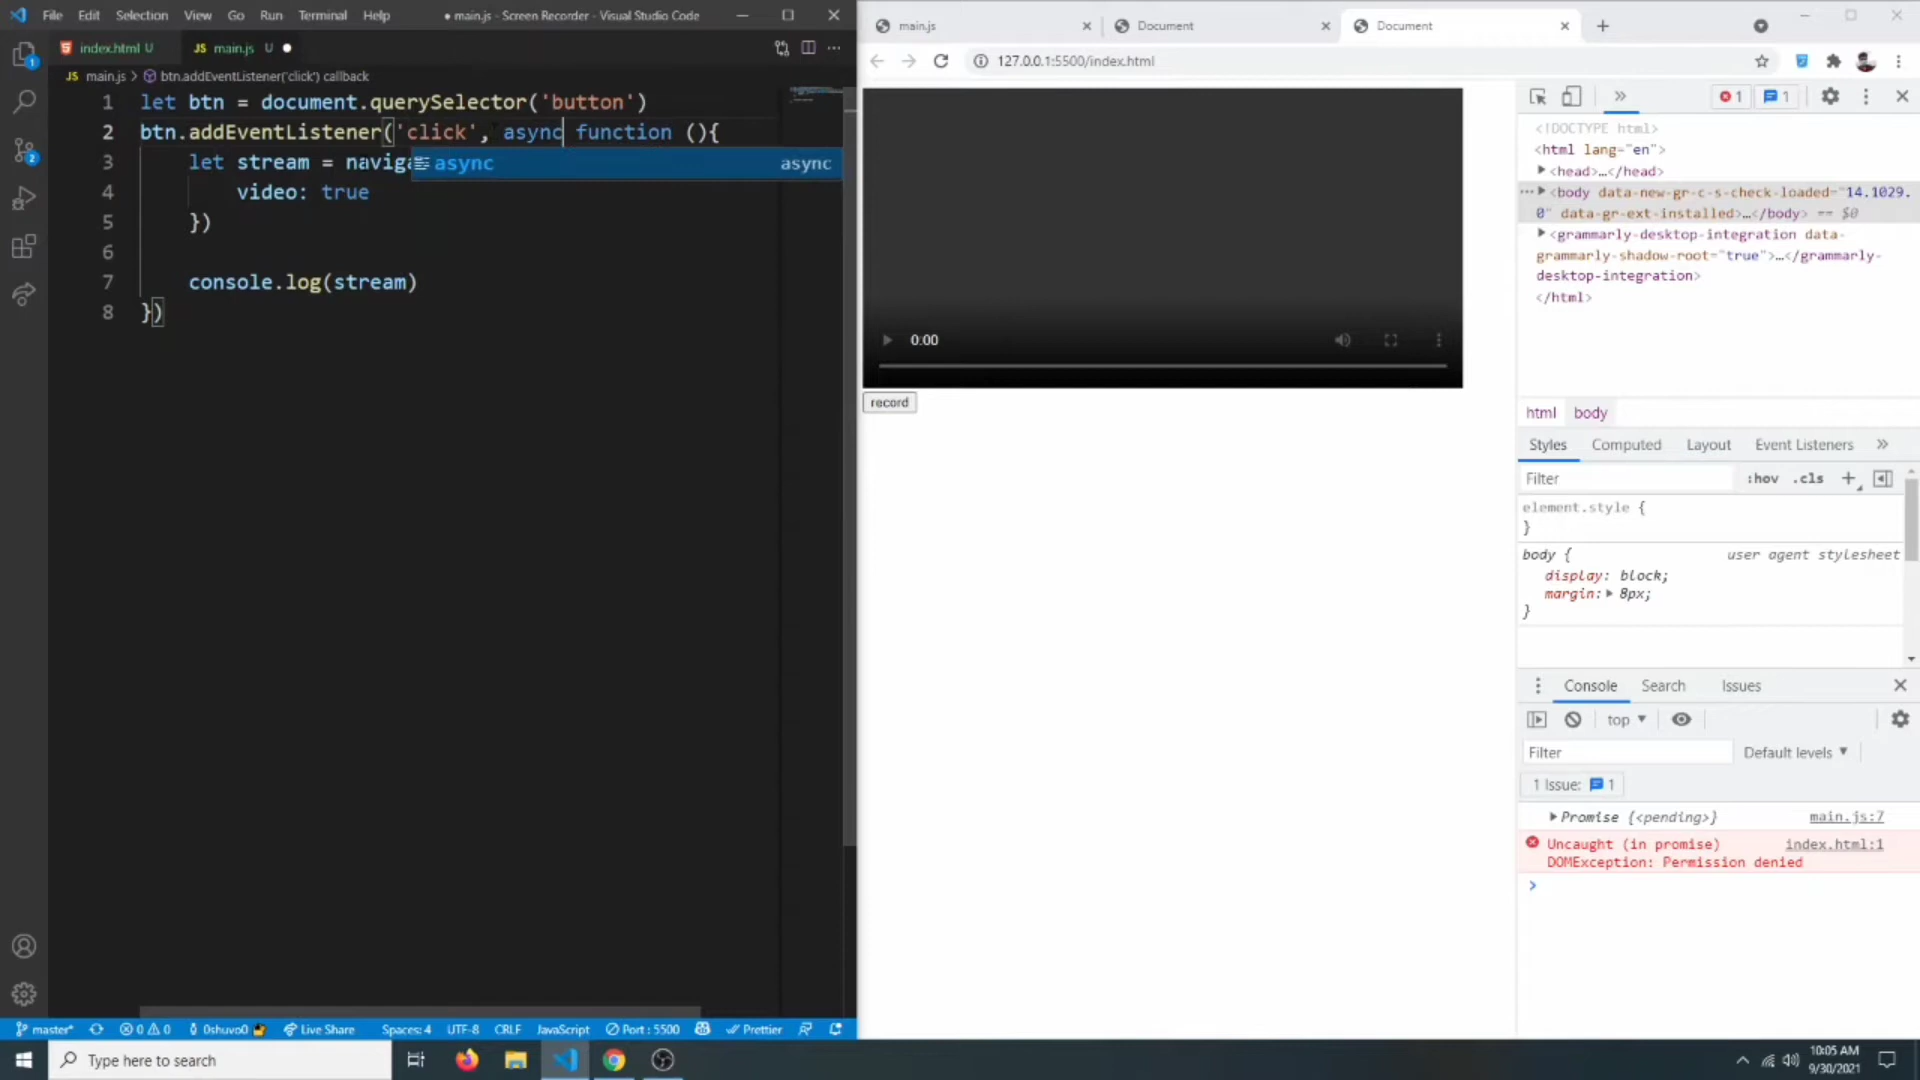 File Edit Selection View Go Run Terminal Help
● main.js - Screen Recorder - Visual Studio Code
index.html U
JS main.js U ●
JS main.js > btn.addEventListener('click') callback
1 let btn = document.querySelector('button')
2 btn.addEventListener('click', async function (){
3 let stream = naviga
async async
4 video: true
5 })
6
7 console.log(stream)
8 })
master* 0 0 0shuvo0 Live Share Spaces: 4 UTF-8 CRLF JavaScript Port : 5500 Prettier
main.js
Document
Document
127.0.0.1:5500/index.html
0:00
record
1 1
<!DOCTYPE html>
<html lang="en">
<head>…</head>
<body data-new-gr-c-s-check-loaded="14.1029.
0" data-gr-ext-installed>…</body> == $0
<grammarly-desktop-integration data-
grammarly-shadow-root="true">…</grammarly-
desktop-integration>
</html>
html body
Styles Computed Layout Event Listeners
Filter :hov .cls
element.style {
}
body { user agent stylesheet
display: block;
margin: 8px;
}
Console Search Issues
top
Filter Default levels
1 Issue: 1
Promise {<pending>} main.js:7
Uncaught (in promise) index.html:1
DOMException: Permission denied
Type here to search
10:05 AM
9/30/2021